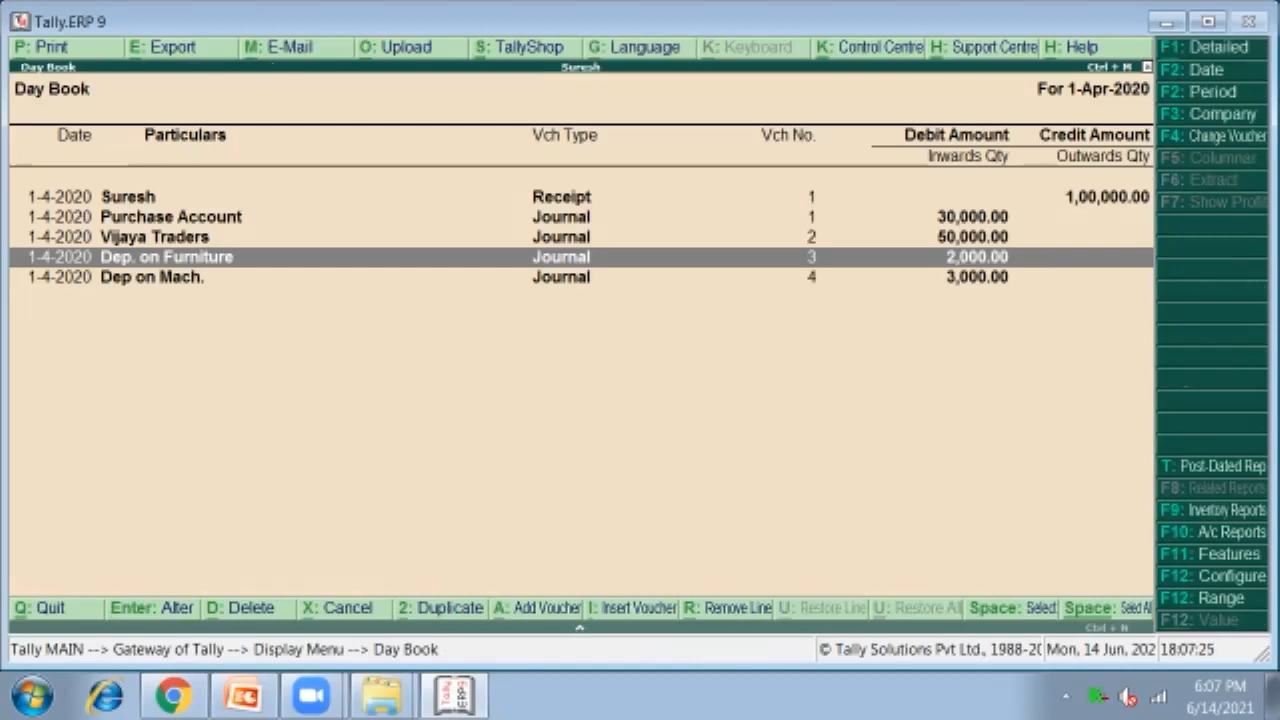 Tally.ERP 9
P: Print E: Export M: E-Mail O: Upload S: TallyShop G: Language K: Keyboard K: Control Centre H: Support Centre H: Help
Day Book Suresh Ctrl + M
Day Book For 1-Apr-2020
Date Particulars Vch Type Vch No. Debit Amount Credit Amount
Inwards Qty Outwards Qty
1-4-2020 Suresh Receipt 1 1,00,000.00
1-4-2020 Purchase Account Journal 1 30,000.00
1-4-2020 Vijaya Traders Journal 2 50,000.00
1-4-2020 Dep. on Furniture Journal 3 2,000.00
1-4-2020 Dep on Mach. Journal 4 3,000.00
F1: Detailed
F2: Date
F2: Period
F3: Company
F4: Change Voucher
F5: Columnar
F6: Extract
F7: Show Profit
T: Post-Dated Rep
F8: Related Reports
F9: Inventory Reports
F10: A/c Reports
F11: Features
F12: Configure
F12: Range
F12: Value
Q: Quit Enter: Alter D: Delete X: Cancel 2: Duplicate A: Add Voucher I: Insert Voucher R: Remove Line U: Restore Line U: Restore All Space: Select Space: Select All
Ctrl + N
Tally MAIN --> Gateway of Tally --> Display Menu --> Day Book © Tally Solutions Pvt Ltd., 1988-20 Mon, 14 Jun, 202 18:07:25
Tally ERP9
6:07 PM
6/14/2021